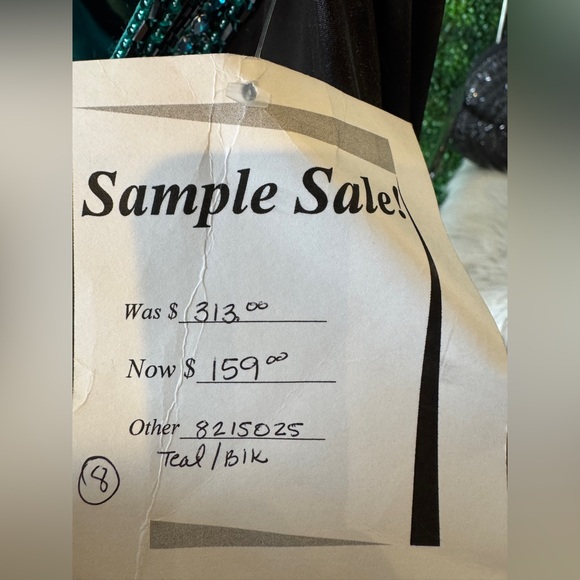 Sample Sale!
Was $ 313.00
Now $ 159 00
Other 8215025
Teal/Blk
8